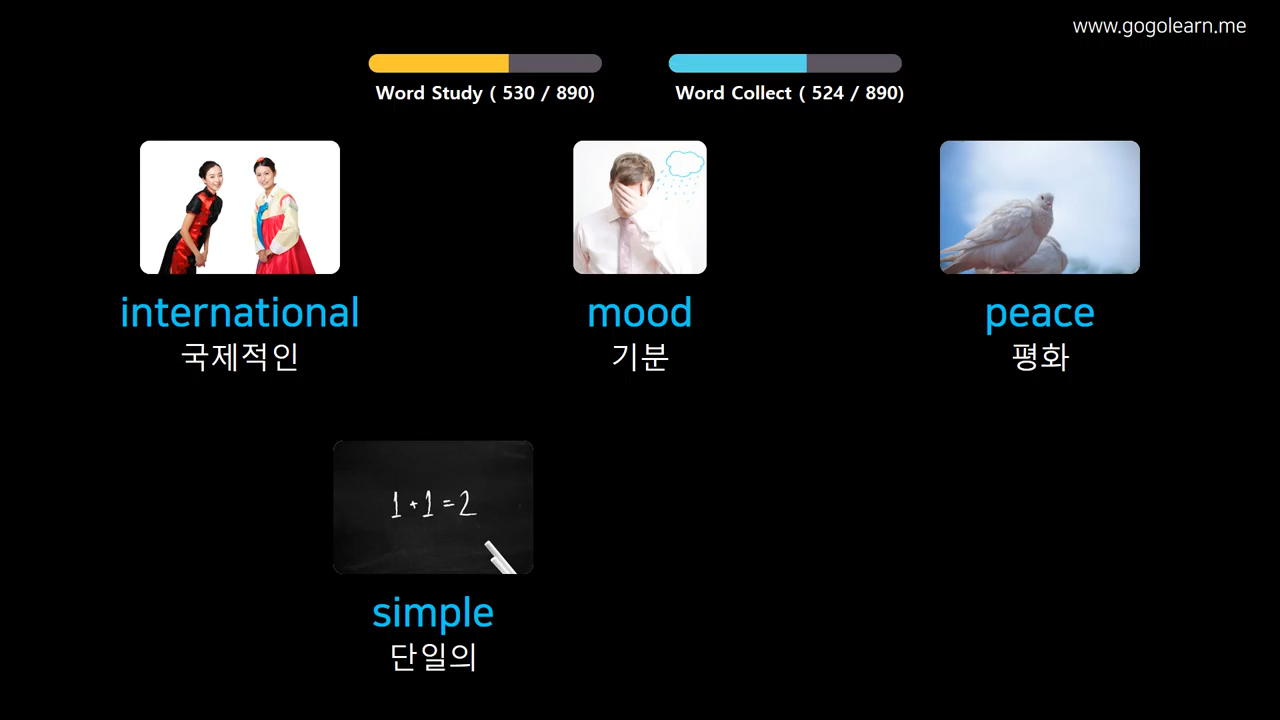 www.gogolearn.me
Word Study ( 530 / 890)
Word Collect ( 524 / 890)
international
국제적인
mood
기분
peace
평화
1+1=2
simple
단일의